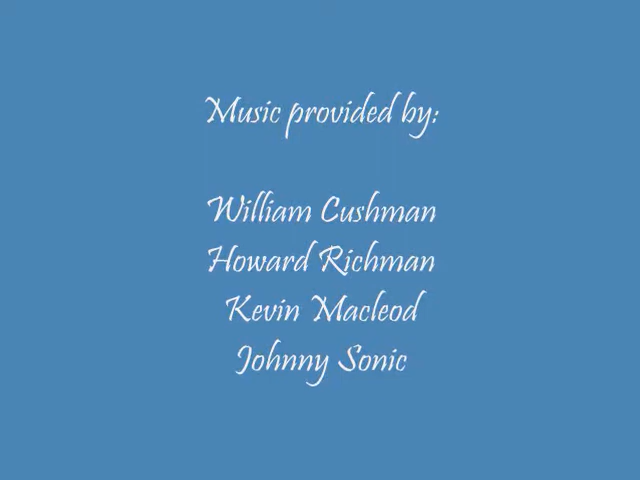 Music provided by:
William Cushman
Howard Richman
Kevin Macleod
Johnny Sonic